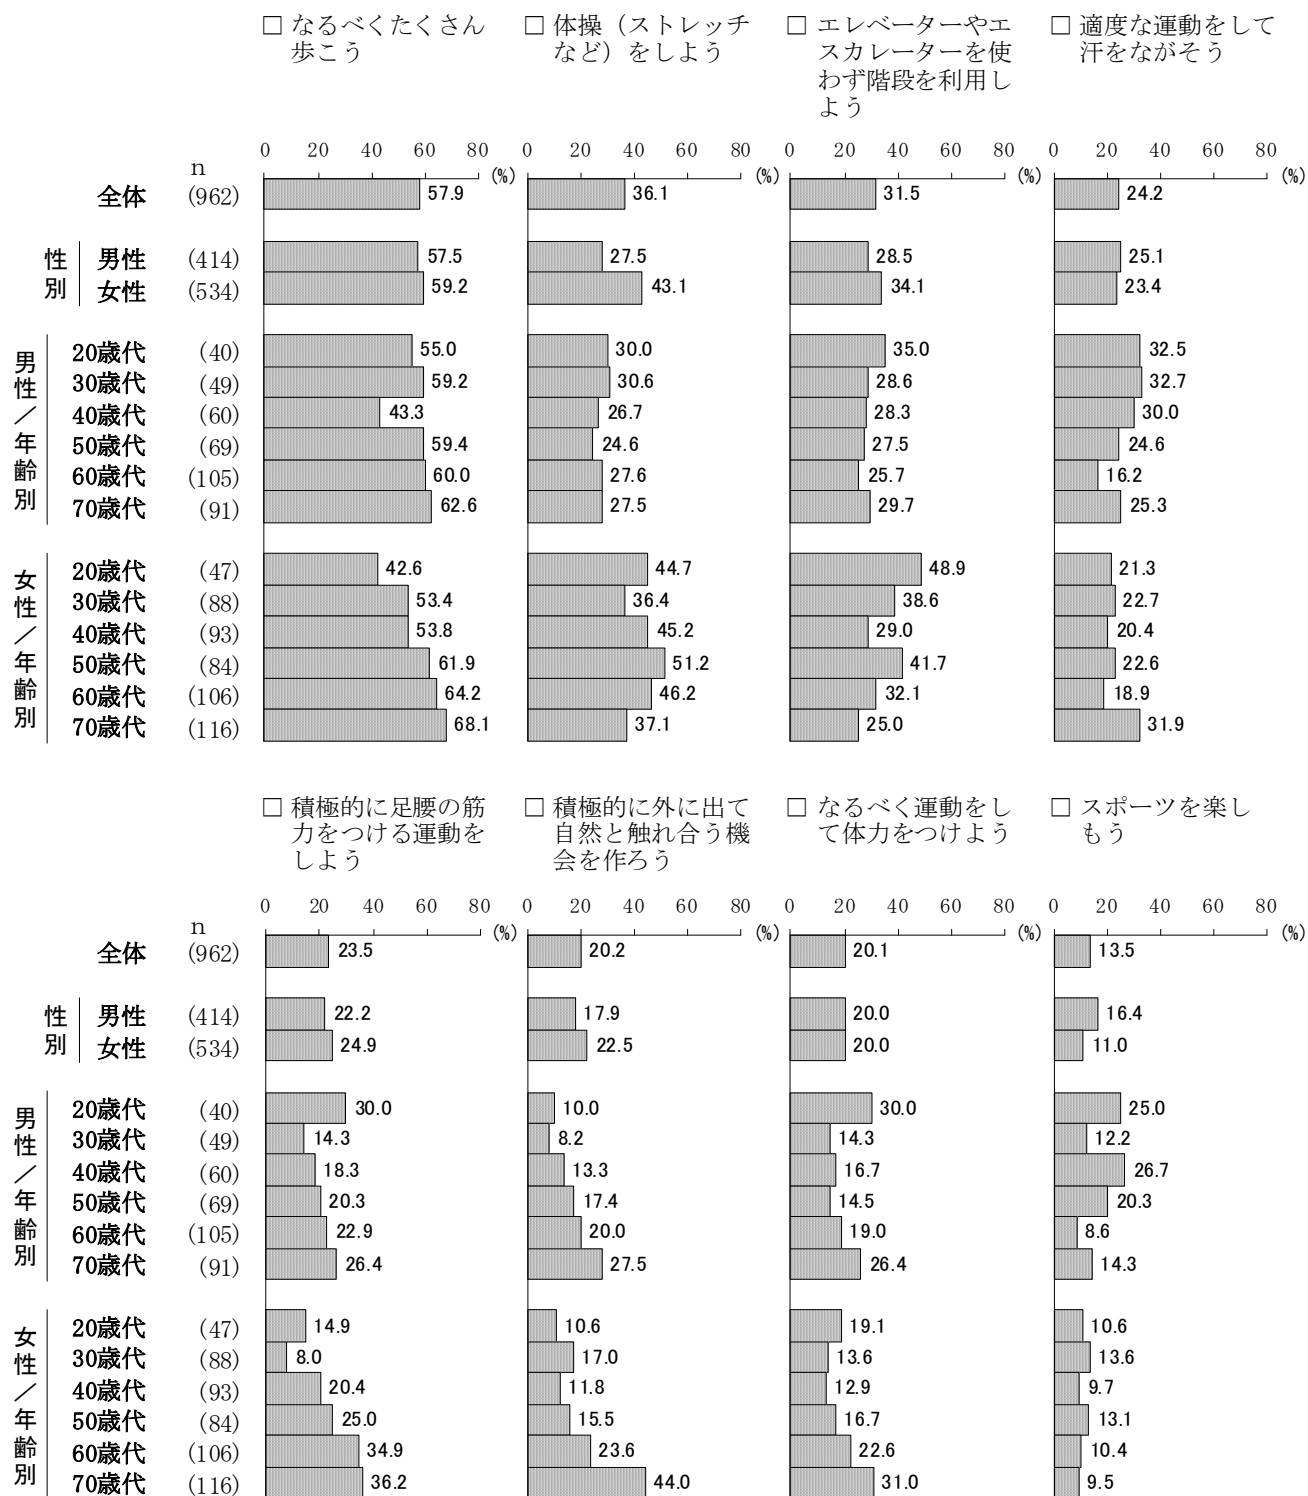 □ なるべくたくさん
歩こう
□ 体操（ストレッチ
など）をしよう
□ エレベーターやエ
スカレーターを使
わず階段を利用し
よう
□ 適度な運動をして
汗をながそう
0 20 40 60 80 (%) 0 20 40 60 80 (%) 0 20 40 60 80 (%) 0 20 40 60 80 (%)
n
全体 (962) 57.9 36.1 31.5 24.2
性別
男性 (414) 57.5 27.5 28.5 25.1
女性 (534) 59.2 43.1 34.1 23.4
男性／年齢別
20歳代 (40) 55.0 30.0 35.0 32.5
30歳代 (49) 59.2 30.6 28.6 32.7
40歳代 (60) 43.3 26.7 28.3 30.0
50歳代 (69) 59.4 24.6 27.5 24.6
60歳代 (105) 60.0 27.6 25.7 16.2
70歳代 (91) 62.6 27.5 29.7 25.3
女性／年齢別
20歳代 (47) 42.6 44.7 48.9 21.3
30歳代 (88) 53.4 36.4 38.6 22.7
40歳代 (93) 53.8 45.2 29.0 20.4
50歳代 (84) 61.9 51.2 41.7 22.6
60歳代 (106) 64.2 46.2 32.1 18.9
70歳代 (116) 68.1 37.1 25.0 31.9
□ 積極的に足腰の筋
力をつける運動を
しよう
□ 積極的に外に出て
自然と触れ合う機
会を作ろう
□ なるべく運動をし
て体力をつけよう
□ スポーツを楽し
もう
0 20 40 60 80 (%) 0 20 40 60 80 (%) 0 20 40 60 80 (%) 0 20 40 60 80 (%)
n
全体 (962) 23.5 20.2 20.1 13.5
性別
男性 (414) 22.2 17.9 20.0 16.4
女性 (534) 24.9 22.5 20.0 11.0
男性／年齢別
20歳代 (40) 30.0 10.0 30.0 25.0
30歳代 (49) 14.3 8.2 14.3 12.2
40歳代 (60) 18.3 13.3 16.7 26.7
50歳代 (69) 20.3 17.4 14.5 20.3
60歳代 (105) 22.9 20.0 19.0 8.6
70歳代 (91) 26.4 27.5 26.4 14.3
女性／年齢別
20歳代 (47) 14.9 10.6 19.1 10.6
30歳代 (88) 8.0 17.0 13.6 13.6
40歳代 (93) 20.4 11.8 12.9 9.7
50歳代 (84) 25.0 15.5 16.7 13.1
60歳代 (106) 34.9 23.6 22.6 10.4
70歳代 (116) 36.2 44.0 31.0 9.5